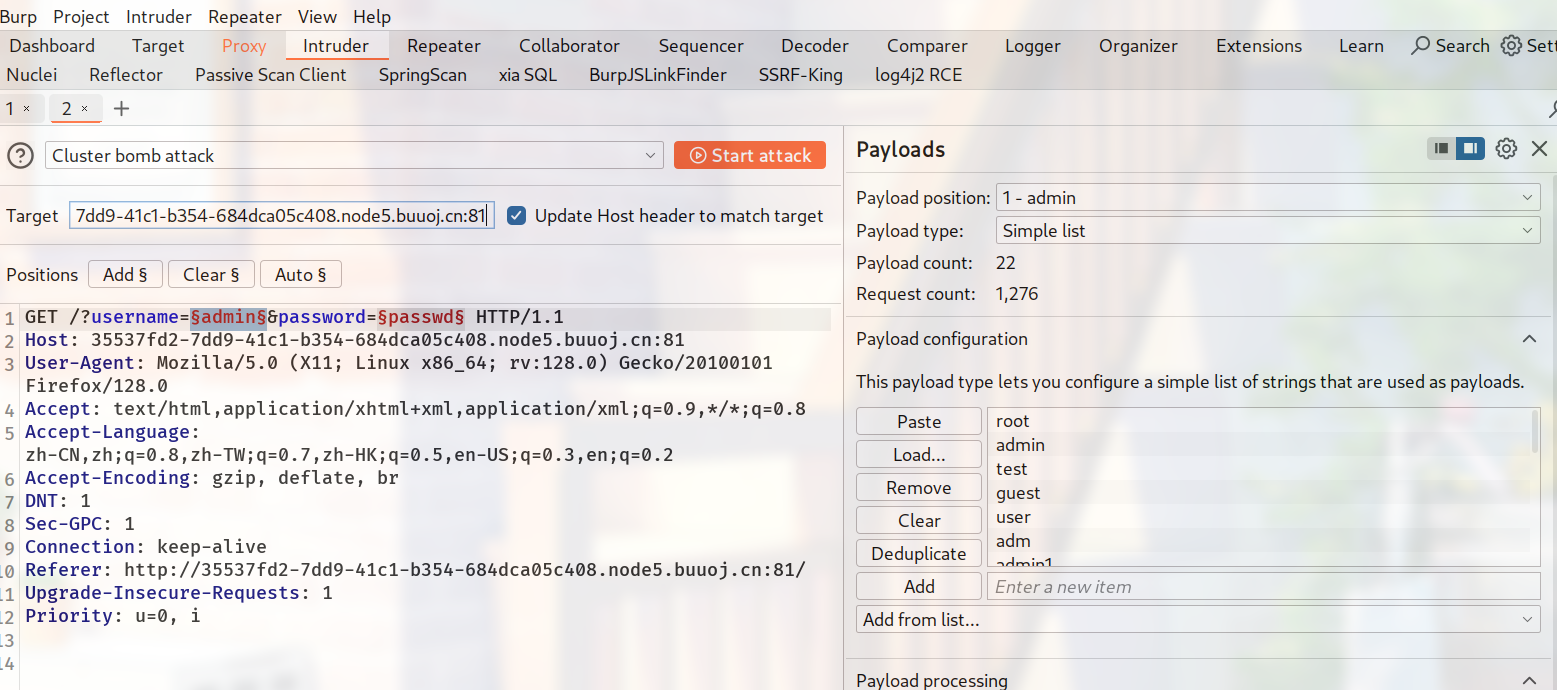 Burp Project Intruder Repeater View Help
Dashboard Target Proxy Intruder Repeater Collaborator Sequencer Decoder Comparer Logger Organizer Extensions Learn Search
Nuclei Reflector Passive Scan Client SpringScan xia SQL BurpJSLinkFinder SSRF-King log4j2 RCE
1 × 2 × +
Cluster bomb attack Start attack
Target 7dd9-41c1-b354-684dca05c408.node5.buuoj.cn:81 Update Host header to match target
Positions Add § Clear § Auto §
1 GET /?username=§admin§&password=§passwd§ HTTP/1.1
2 Host: 35537fd2-7dd9-41c1-b354-684dca05c408.node5.buuoj.cn:81
3 User-Agent: Mozilla/5.0 (X11; Linux x86_64; rv:128.0) Gecko/20100101
Firefox/128.0
4 Accept: text/html,application/xhtml+xml,application/xml;q=0.9,*/*;q=0.8
5 Accept-Language:
zh-CN,zh;q=0.8,zh-TW;q=0.7,zh-HK;q=0.5,en-US;q=0.3,en;q=0.2
6 Accept-Encoding: gzip, deflate, br
7 DNT: 1
8 Sec-GPC: 1
9 Connection: keep-alive
10 Referer: http://35537fd2-7dd9-41c1-b354-684dca05c408.node5.buuoj.cn:81/
11 Upgrade-Insecure-Requests: 1
12 Priority: u=0, i
13
14
Payloads
Payload position: 1 - admin
Payload type: Simple list
Payload count: 22
Request count: 1,276
Payload configuration
This payload type lets you configure a simple list of strings that are used as payloads.
Paste
Load...
Remove
Clear
Deduplicate
root
admin
test
guest
user
adm
admin1
Add Enter a new item
Add from list...
Payload processing